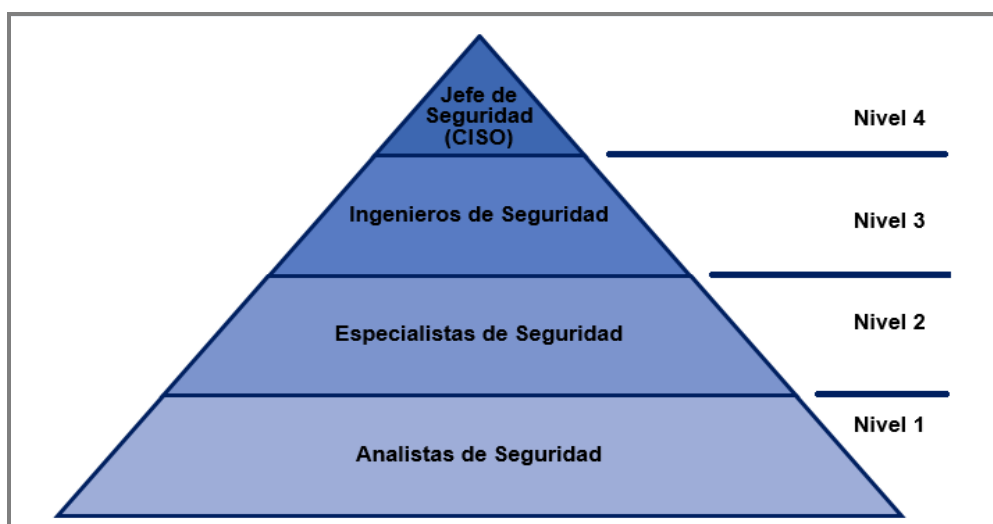 Jefe de
Seguridad
(CISO)
Nivel 4
Ingenieros de Seguridad
Nivel 3
Especialistas de Seguridad
Nivel 2
Analistas de Seguridad
Nivel 1